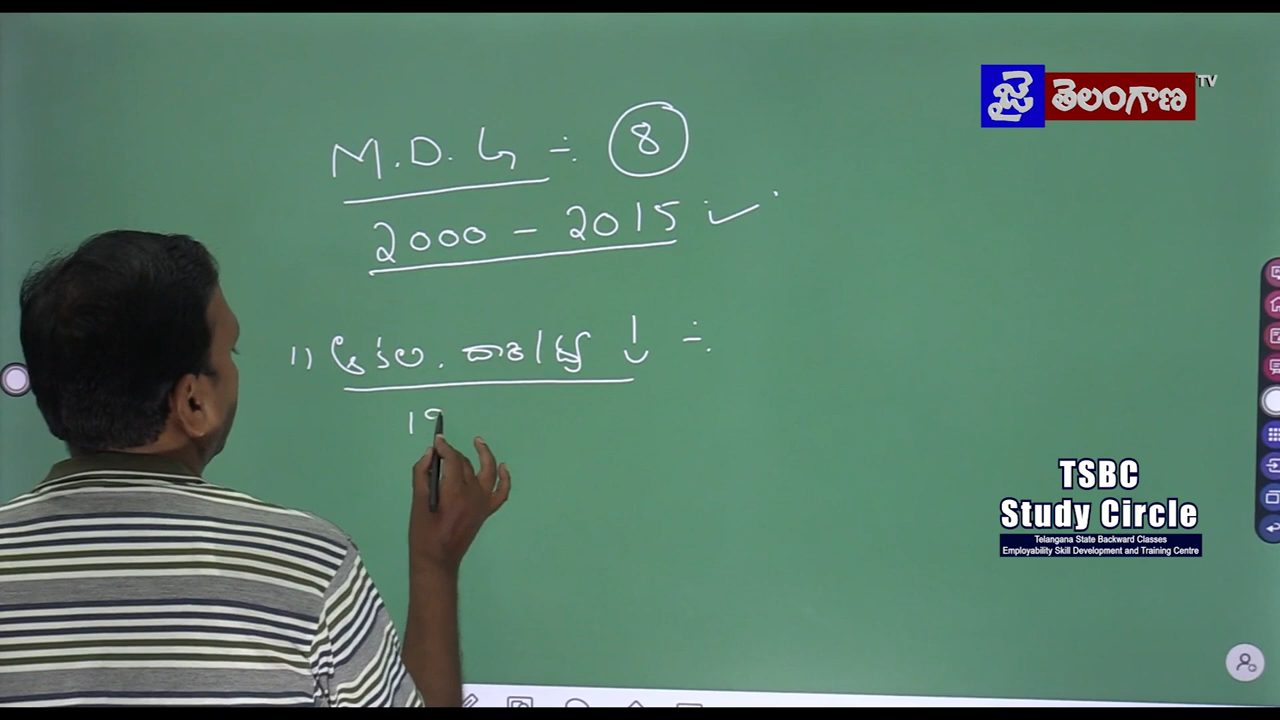 జై తెలంగాణ TV
M.D.G ÷ 8
2000 - 2015 ✓
1) ఆకలి. దారిద్ర్య ↓ ÷
19
TSBC
Study Circle
Telangana State Backward Classes
Employability Skill Development and Training Centre